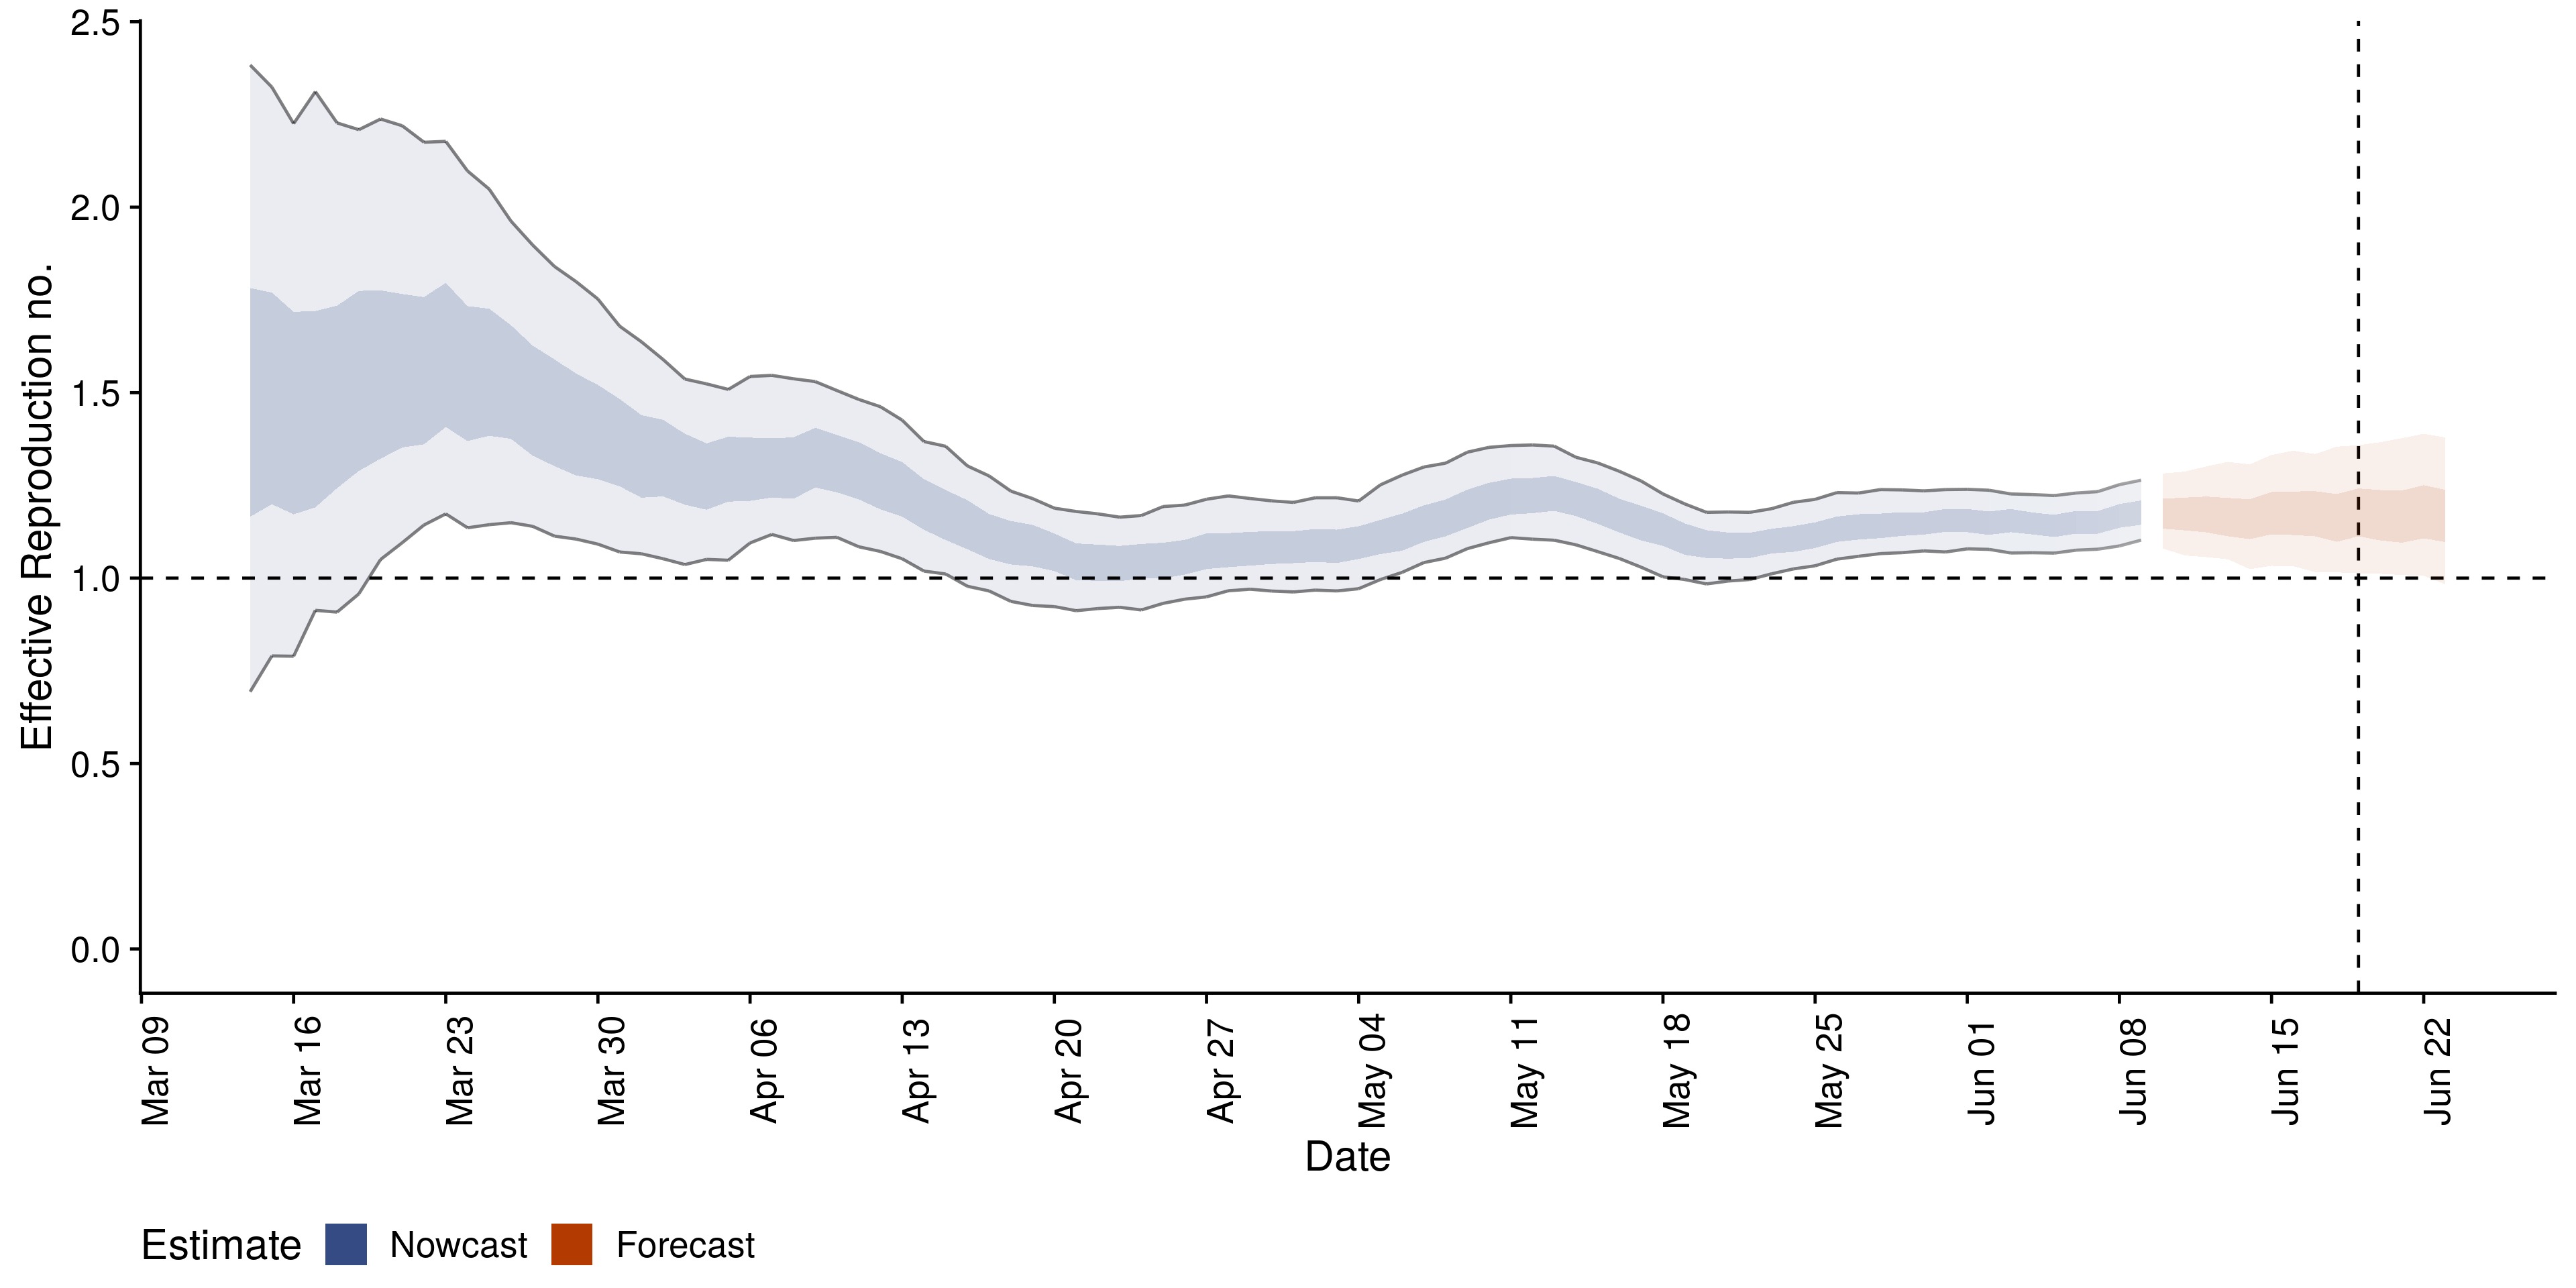 Effective Reproduction no.
2.5
2.0
1.5
1.0
0.5
0.0
Mar 09
Mar 16
Mar 23
Mar 30
Apr 06
Apr 13
Apr 20
Apr 27
May 04
May 11
May 18
May 25
Jun 01
Jun 08
Jun 15
Jun 22
Date
Estimate Nowcast Forecast